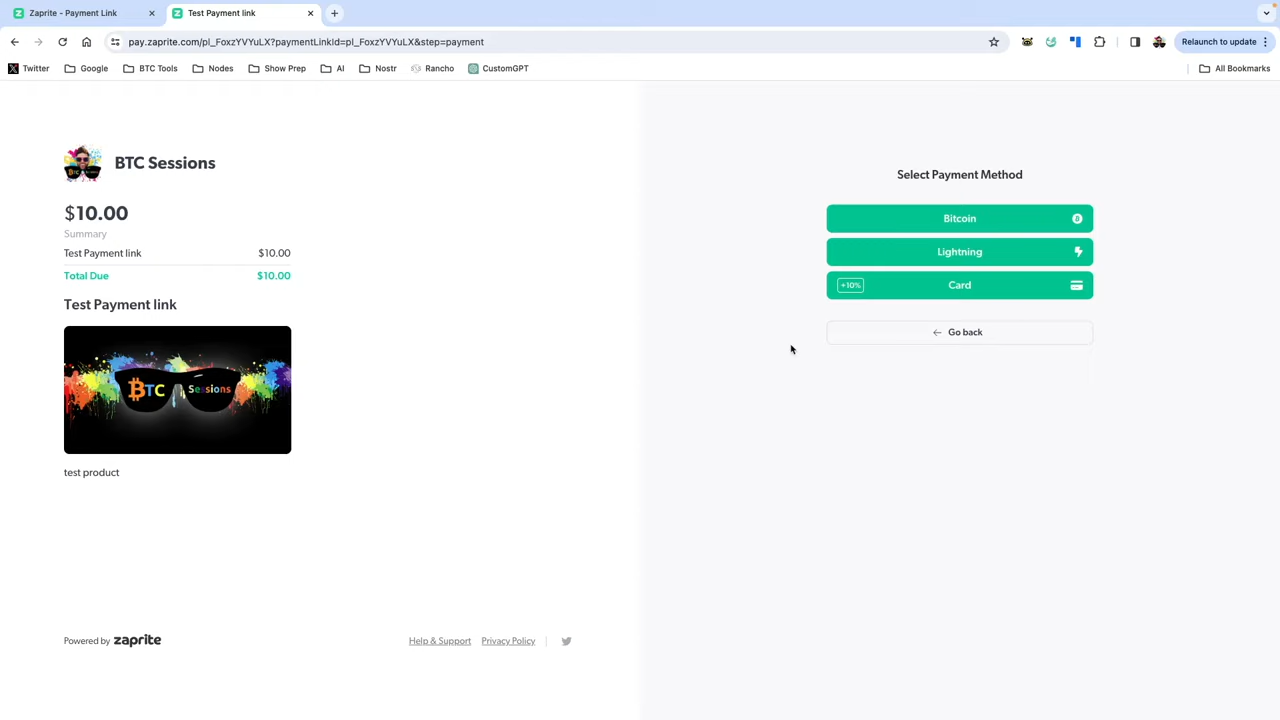 Zaprite - Payment Link
Test Payment link
pay.zaprite.com/pl_FoxzYVYuLX?paymentLinkId=pl_FoxzYVYuLX&step=payment
Relaunch to update
Twitter
Google
BTC Tools
Nodes
Show Prep
AI
Nostr
Rancho
CustomGPT
All Bookmarks
BTC Sessions
$10.00
Summary
Test Payment link $10.00
Total Due $10.00
Test Payment link
BTC Sessions
test product
Powered by zaprite
Help & Support
Privacy Policy
Select Payment Method
Bitcoin
Lightning
+10% Card
← Go back